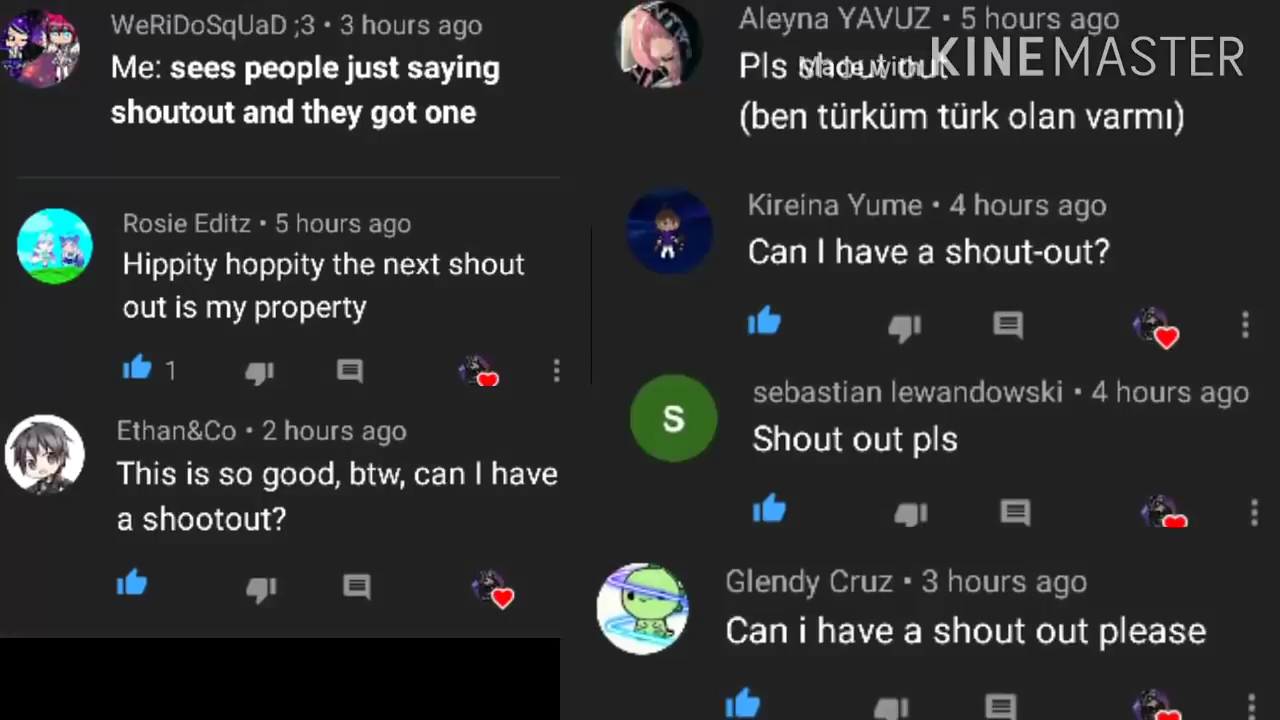 WeRiDoSqUaD ;3 • 3 hours ago
Me: sees people just saying
shoutout and they got one
Rosie Editz • 5 hours ago
Hippity hoppity the next shout
out is my property
1
Ethan&Co • 2 hours ago
This is so good, btw, can I have
a shootout?
Aleyna YAVUZ • 5 hours ago
Pls shout out
Made with
KINEMASTER
(ben türküm türk olan varmı)
Kireina Yume • 4 hours ago
Can I have a shout-out?
S
sebastian lewandowski • 4 hours ago
Shout out pls
Glendy Cruz • 3 hours ago
Can i have a shout out please